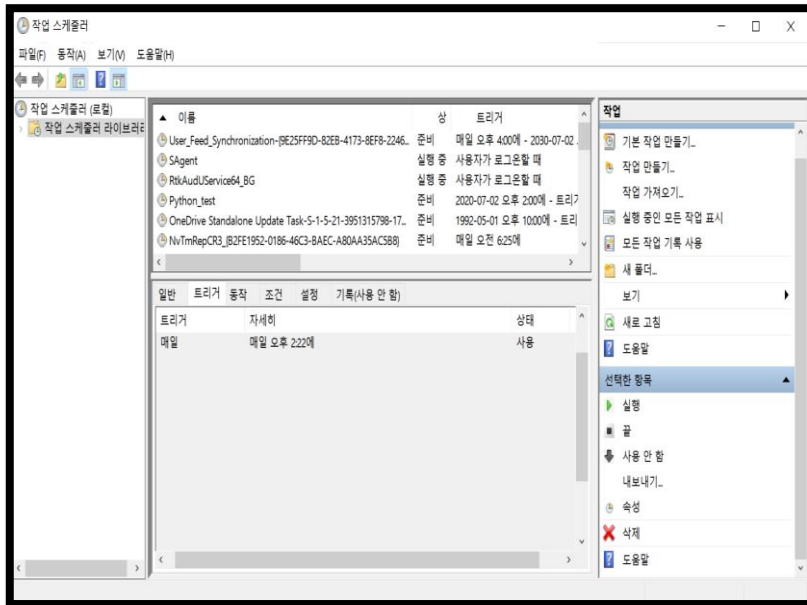 작업 스케줄러
파일(F) 동작(A) 보기(V) 도움말(H)
작업 스케줄러 (로컬)
작업 스케줄러 라이브러리
이름 상 트리거
User_Feed_Synchronization-{9E25FF9D-82EB-4173-8EF8-2246... 준비 매일 오후 4:00에 - 2030-07-02
SAgent 실행 중 사용자가 로그온할 때
RtkAudUService64_BG 실행 중 사용자가 로그온할 때
Python_test 준비 2020-07-02 오후 2:00에 - 트리거
OneDrive Standalone Update Task-S-1-5-21-3951315798-17... 준비 1992-05-01 오후 10:00에 - 트리
NvTmRepCR3_{B2FE1952-0186-46C3-BAEC-A80AA35AC5B8} 준비 매일 오전 6:25에
일반 트리거 동작 조건 설정 기록(사용 안 함)
트리거 자세히 상태
매일 매일 오후 2:22에 사용
작업
기본 작업 만들기...
작업 만들기...
작업 가져오기...
실행 중인 모든 작업 표시
모든 작업 기록 사용
새 폴더...
보기
새로 고침
도움말
선택한 항목
실행
끝
사용 안 함
내보내기...
속성
삭제
도움말